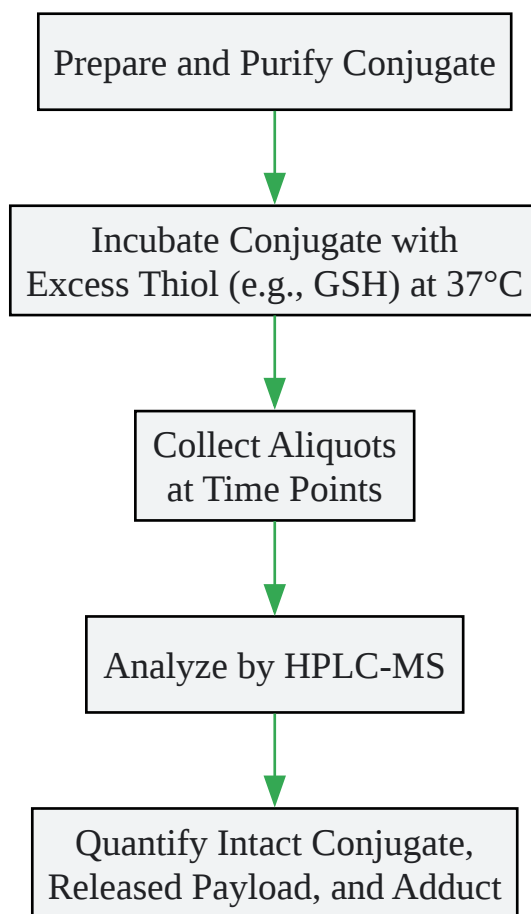 Prepare and Purify Conjugate
Incubate Conjugate with
Excess Thiol (e.g., GSH) at 37°C
Collect Aliquots
at Time Points
Analyze by HPLC-MS
Quantify Intact Conjugate,
Released Payload, and Adduct